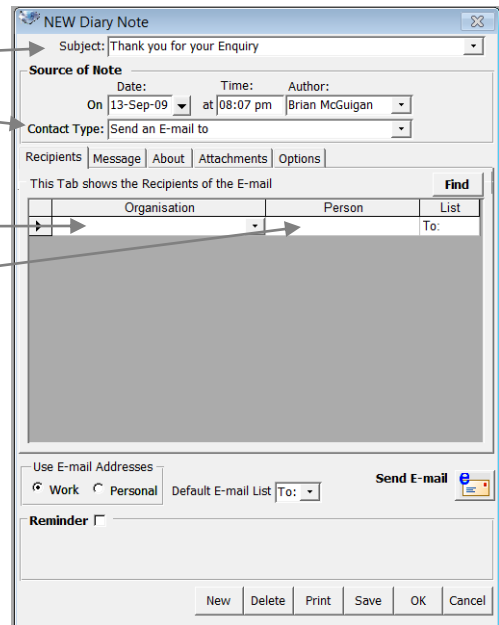 NEW Diary Note
Subject: Thank you for your Enquiry
Source of Note
Date: Time: Author:
On 13-Sep-09 at 08:07 pm Brian McGuigan
Contact Type: Send an E-mail to
Recipients Message About Attachments Options
This Tab shows the Recipients of the E-mail Find
Organisation Person List
To:
Use E-mail Addresses
Work Personal Default E-mail List To: Send E-mail
Reminder
New Delete Print Save OK Cancel